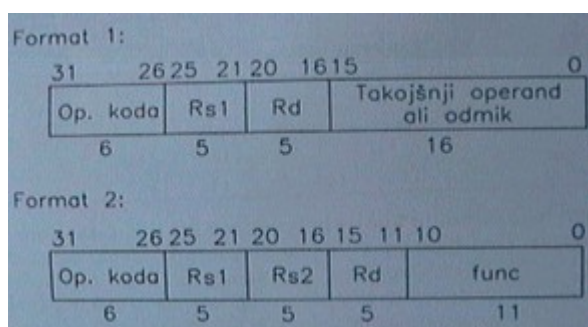 Format 1:
31 26 25 21 20 16 15 0
Op. koda Rs1 Rd Takojšnji operand
ali odmik
6 5 5 16
Format 2:
31 26 25 21 20 16 15 11 10 0
Op. koda Rs1 Rs2 Rd func
6 5 5 5 11